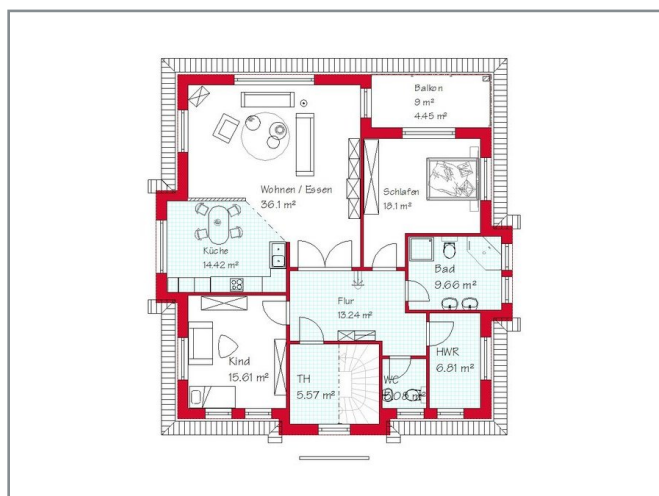 Balkon
9 m²
4.45 m²
Wohnen / Essen
36.1 m²
Schlafen
18.1 m²
Küche
14.42 m²
Bad
9.66 m²
Flur
13.24 m²
Kind
15.61 m²
TH
5.57 m²
WC
HWR
6.81 m²